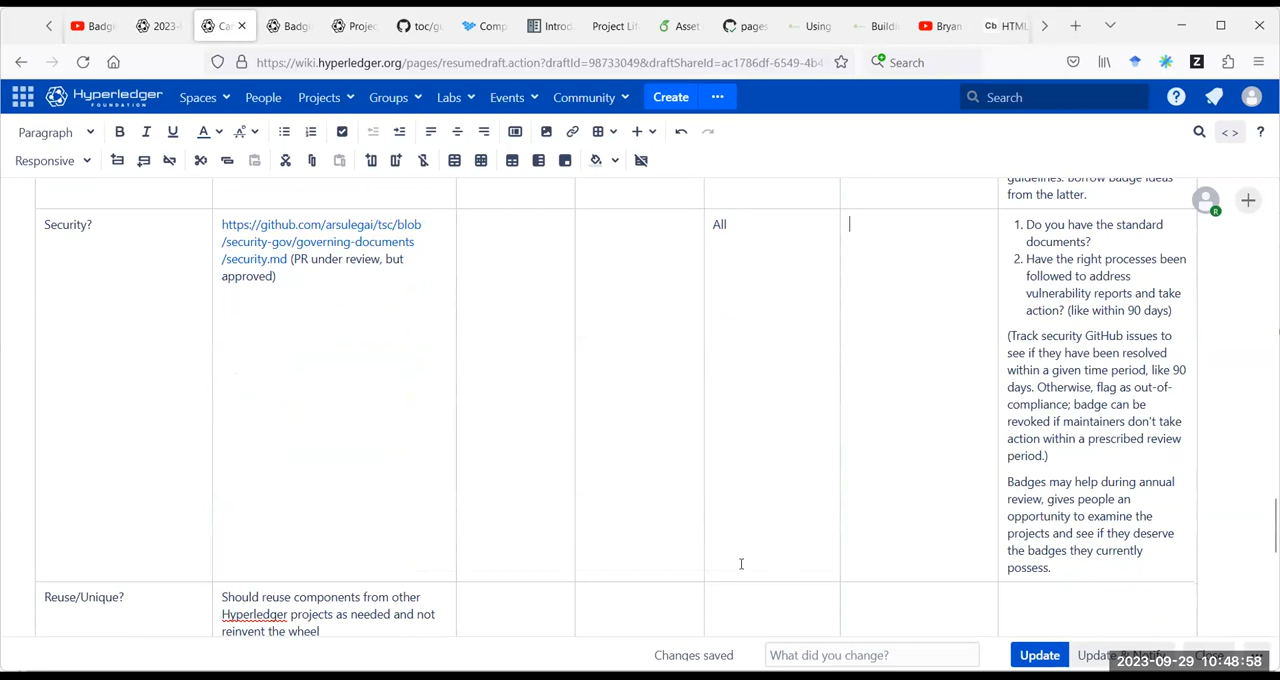 Badge
2023-
Ca
Badg
Projec
toc/gu
Comp
Introd
Project Life
Asset
pages
Using
Buildin
Bryan
Cb HTML
https://wiki.hyperledger.org/pages/resumedraft.action?draftId=98733049&draftShareId=ac1786df-6549-4b4
Search
HYPERLEDGER
FOUNDATION
Spaces
People
Projects
Groups
Labs
Events
Community
Create
Search
Paragraph
B I U A
Responsive
guidelines. Borrow Badge ideas
from the latter.
R
Security?
https://github.com/arsulegai/tsc/blob
/security-gov/governing-documents
/security.md (PR under review, but
approved)
All
1. Do you have the standard
documents?
2. Have the right processes been
followed to address
vulnerability reports and take
action? (like within 90 days)
(Track security GitHub issues to
see if they have been resolved
within a given time period, like 90
days. Otherwise, flag as out-of-
compliance; badge can be
revoked if maintainers don't take
action within a prescribed review
period.)
Badges may help during annual
review, gives people an
opportunity to examine the
projects and see if they deserve
the badges they currently
possess.
Reuse/Unique?
Should reuse components from other
Hyperledger projects as needed and not
reinvent the wheel
Changes saved
What did you change?
Update
Update & Notify
Close
2023-09-29 10:48:58